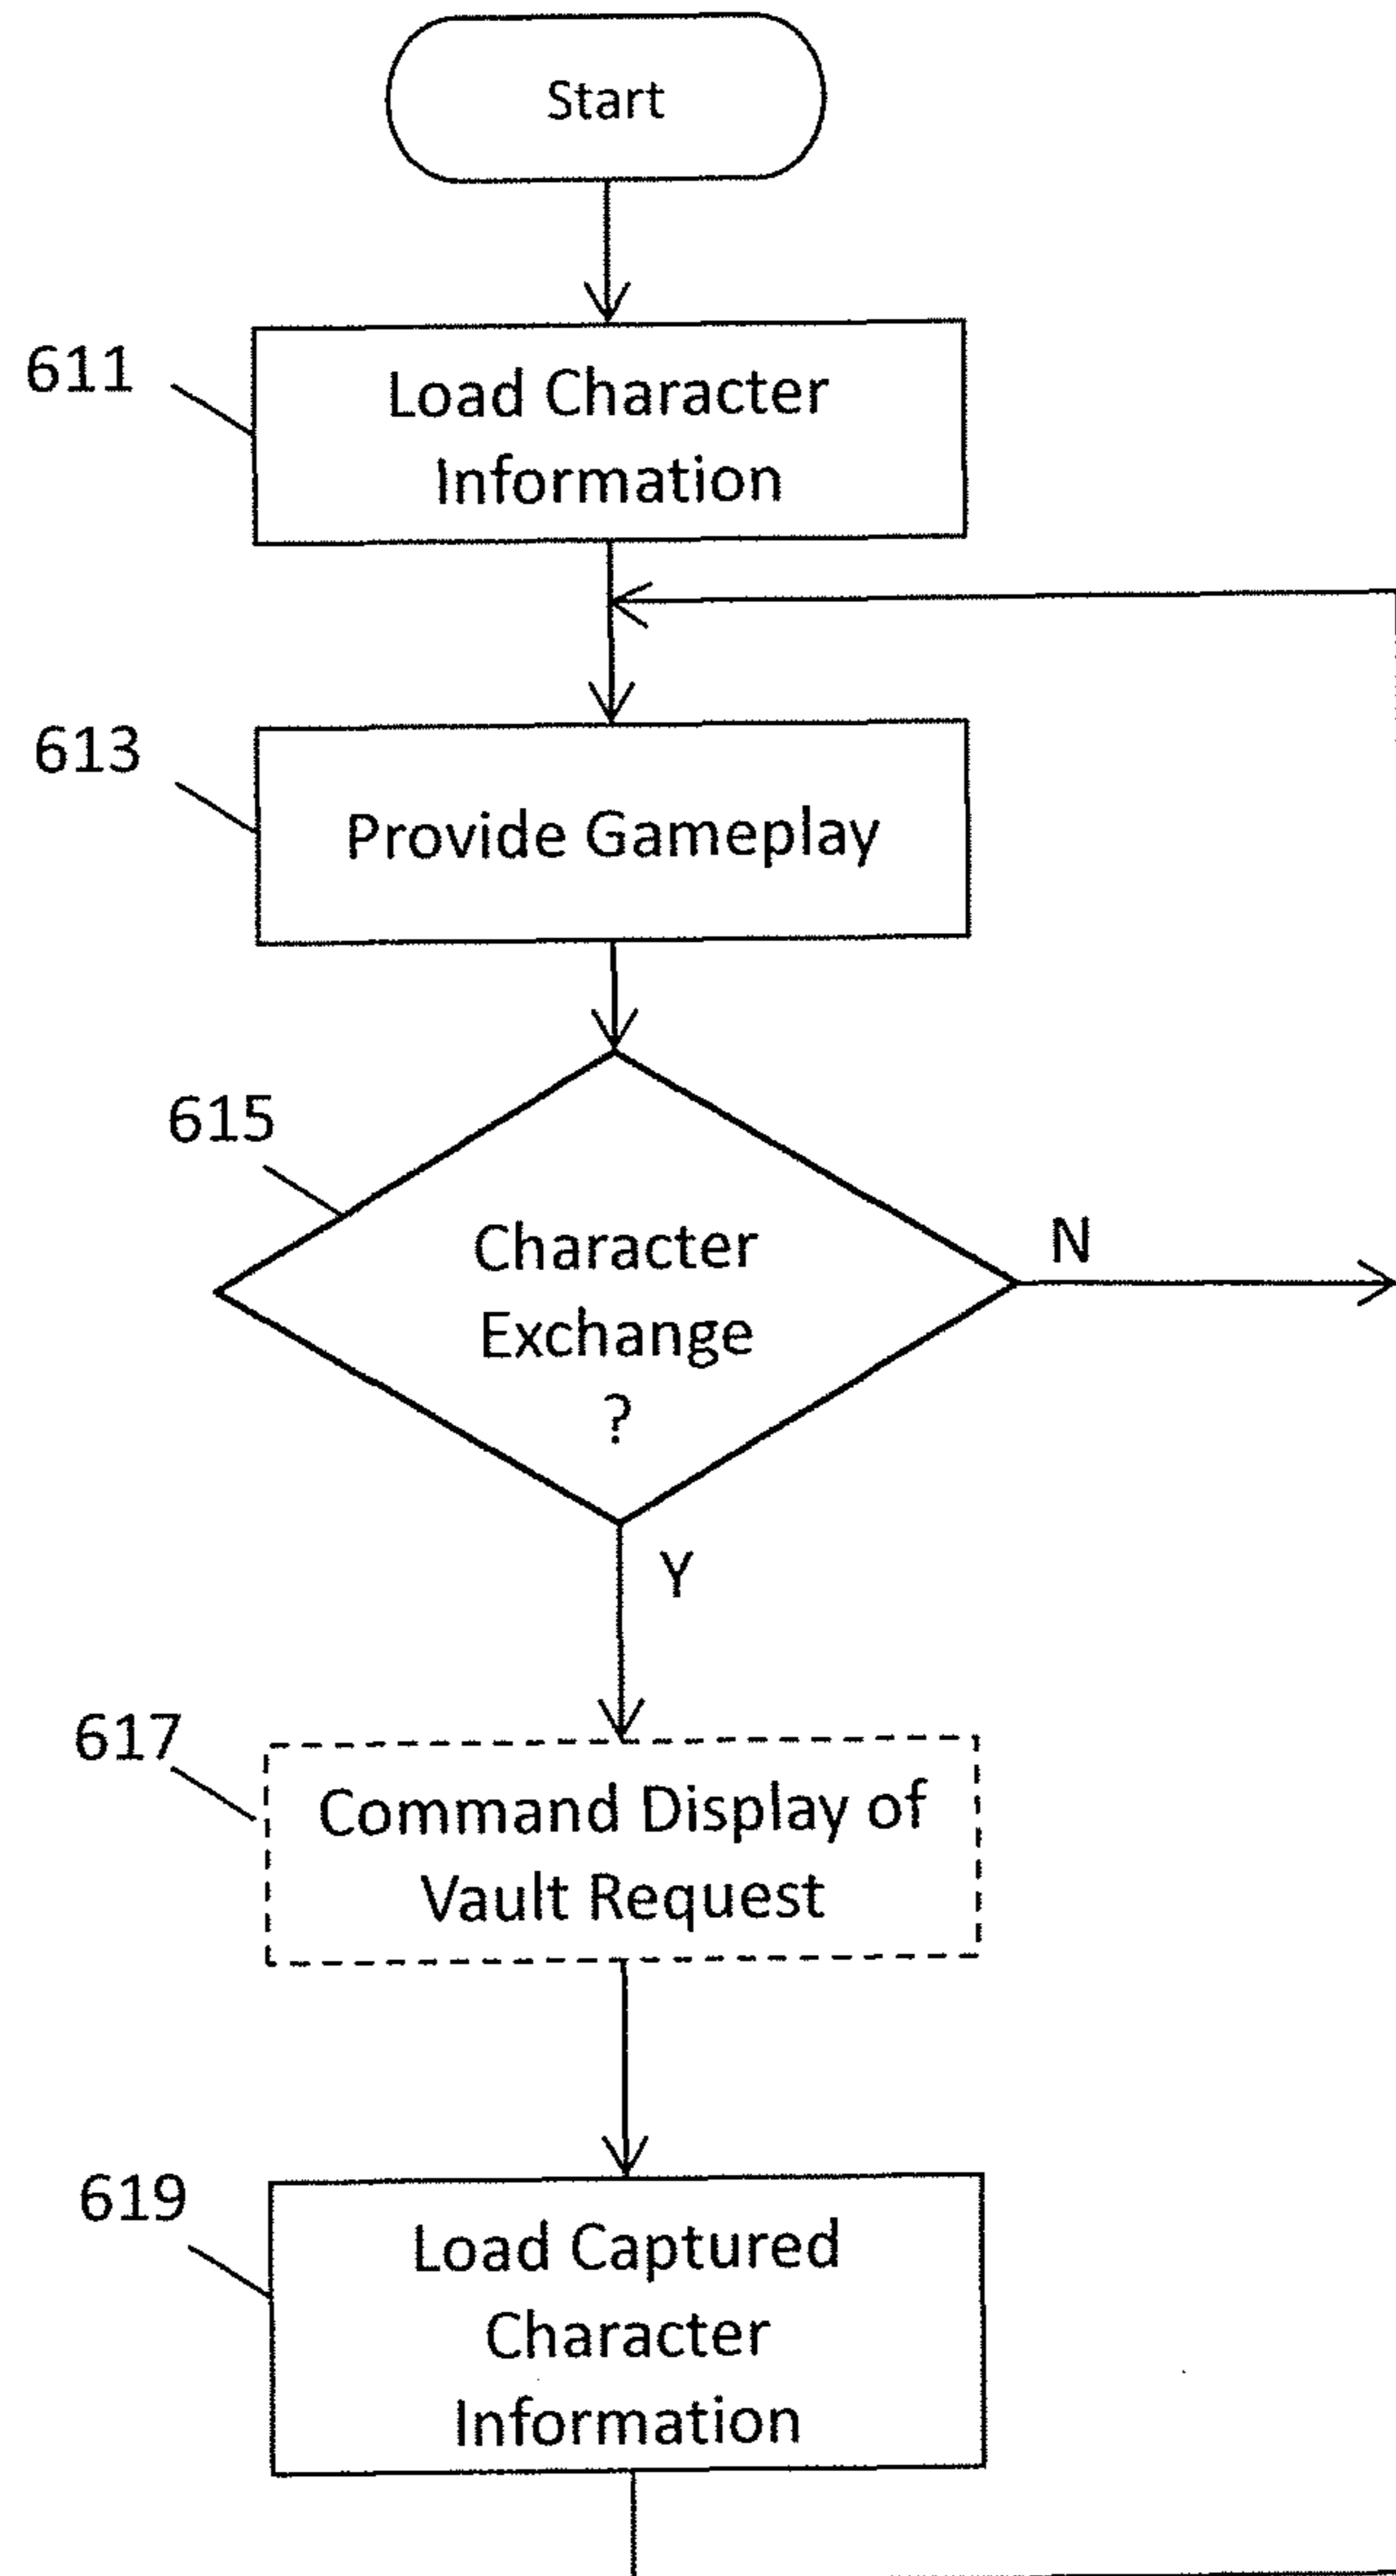 Start
611
Load Character
Information
613
Provide Gameplay
615
Character
Exchange
?
N
Y
617
Command Display of
Vault Request
619
Load Captured
Character
Information